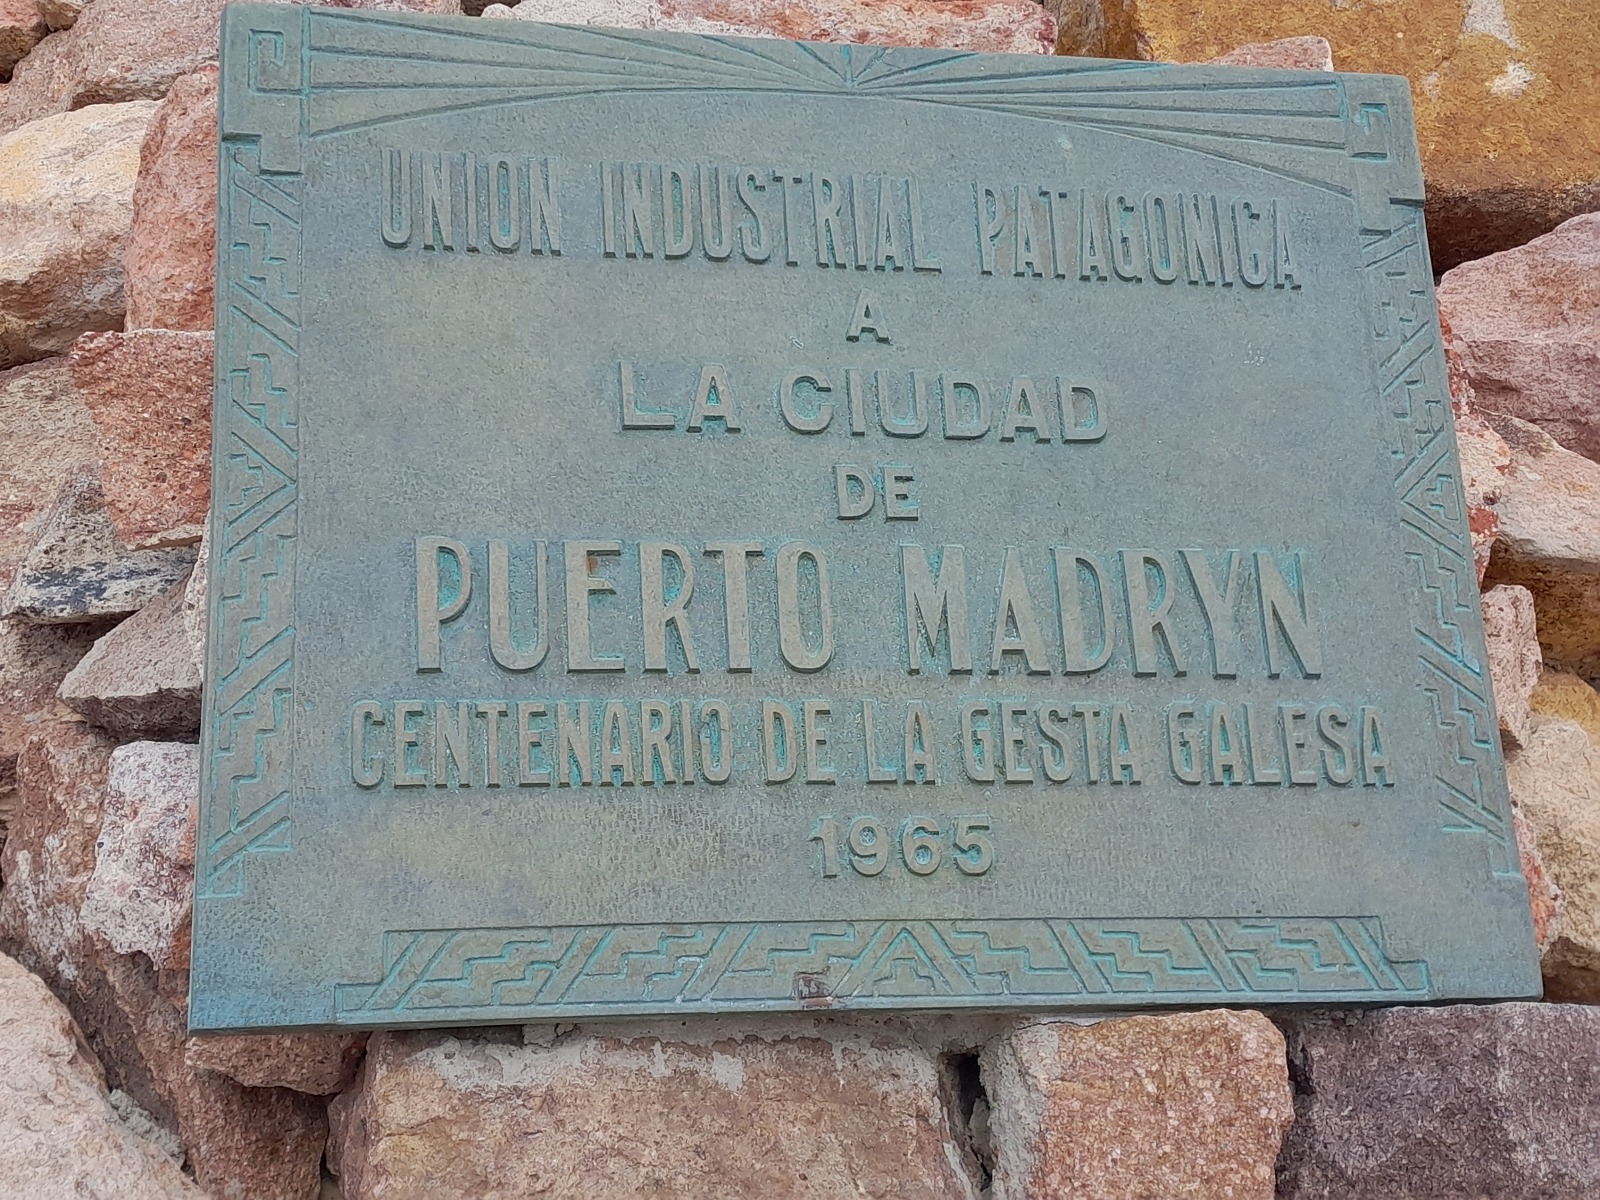 UNION INDUSTRIAL PATAGONICA
A
LA CIUDAD
DE
PUERTO MADRYN
CENTENARIO DE LA GESTA GALESA
1965